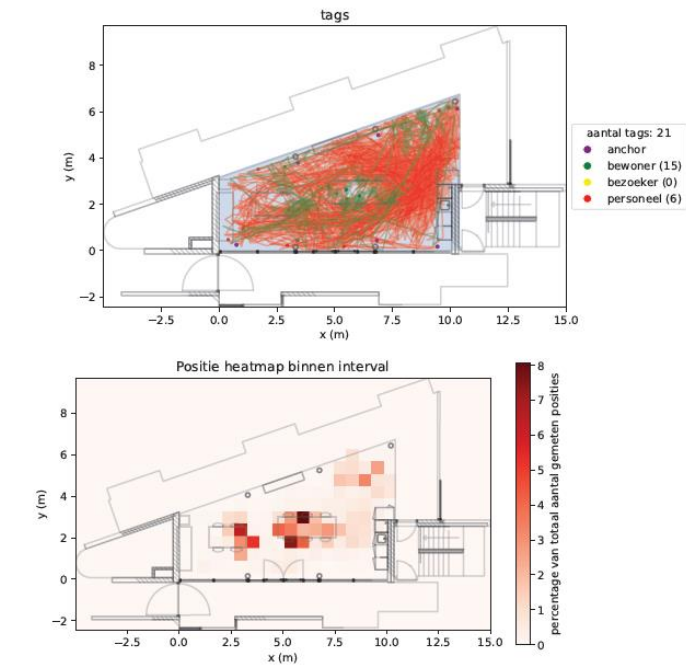 tags
8
6
4
2
0
−2
y (m)
−2.5 0.0 2.5 5.0 7.5 10.0 12.5 15.0
x (m)
aantal tags: 21
anchor
bewoner (15)
bezoeker (0)
personeel (6)
Positie heatmap binnen interval
8
6
4
2
0
−2
y (m)
−2.5 0.0 2.5 5.0 7.5 10.0 12.5 15.0
x (m)
8
7
6
5
4
3
2
1
0
percentage van totaal aantal gemeten posities